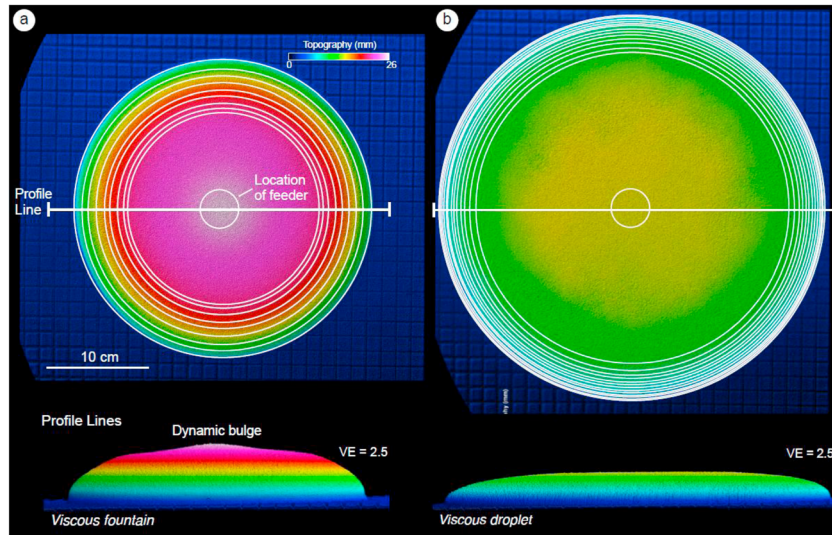 a
Topography (mm)
0
26
Location
of feeder
Profile
Line
10 cm
Profile Lines
Dynamic bulge
VE = 2.5
Viscous fountain
b
VE = 2.5
Viscous droplet